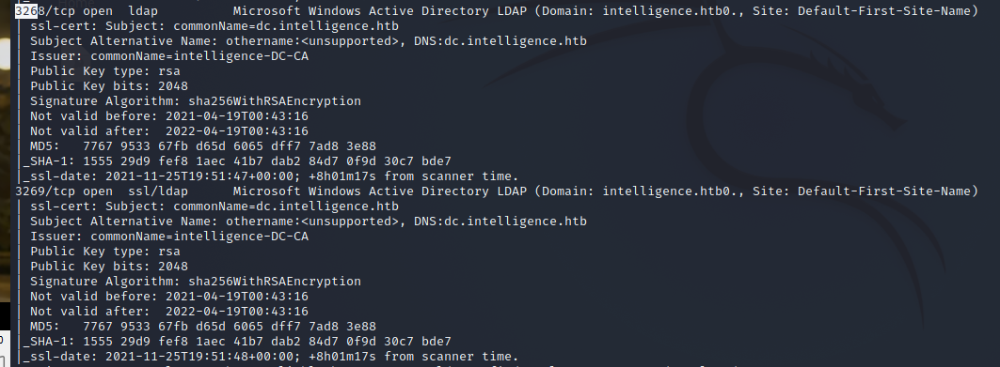 3268/tcp open  ldap          Microsoft Windows Active Directory LDAP (Domain: intelligence.htb0., Site: Default-First-Site-Name)
| ssl-cert: Subject: commonName=dc.intelligence.htb
| Subject Alternative Name: othername:<unsupported>, DNS:dc.intelligence.htb
| Issuer: commonName=intelligence-DC-CA
| Public Key type: rsa
| Public Key bits: 2048
| Signature Algorithm: sha256WithRSAEncryption
| Not valid before: 2021-04-19T00:43:16
| Not valid after:  2022-04-19T00:43:16
| MD5:   7767 9533 67fb d65d 6065 dff7 7ad8 3e88
|_SHA-1: 1555 29d9 fef8 1aec 41b7 dab2 84d7 0f9d 30c7 bde7
|_ssl-date: 2021-11-25T19:51:47+00:00; +8h01m17s from scanner time.
3269/tcp open  ssl/ldap      Microsoft Windows Active Directory LDAP (Domain: intelligence.htb0., Site: Default-First-Site-Name)
| ssl-cert: Subject: commonName=dc.intelligence.htb
| Subject Alternative Name: othername:<unsupported>, DNS:dc.intelligence.htb
| Issuer: commonName=intelligence-DC-CA
| Public Key type: rsa
| Public Key bits: 2048
| Signature Algorithm: sha256WithRSAEncryption
| Not valid before: 2021-04-19T00:43:16
| Not valid after:  2022-04-19T00:43:16
| MD5:   7767 9533 67fb d65d 6065 dff7 7ad8 3e88
|_SHA-1: 1555 29d9 fef8 1aec 41b7 dab2 84d7 0f9d 30c7 bde7
|_ssl-date: 2021-11-25T19:51:48+00:00; +8h01m17s from scanner time.